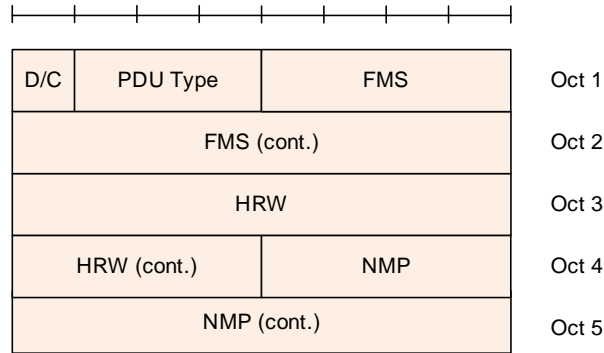 D/C PDU Type FMS Oct 1
FMS (cont.) Oct 2
HRW Oct 3
HRW (cont.) NMP Oct 4
NMP (cont.) Oct 5